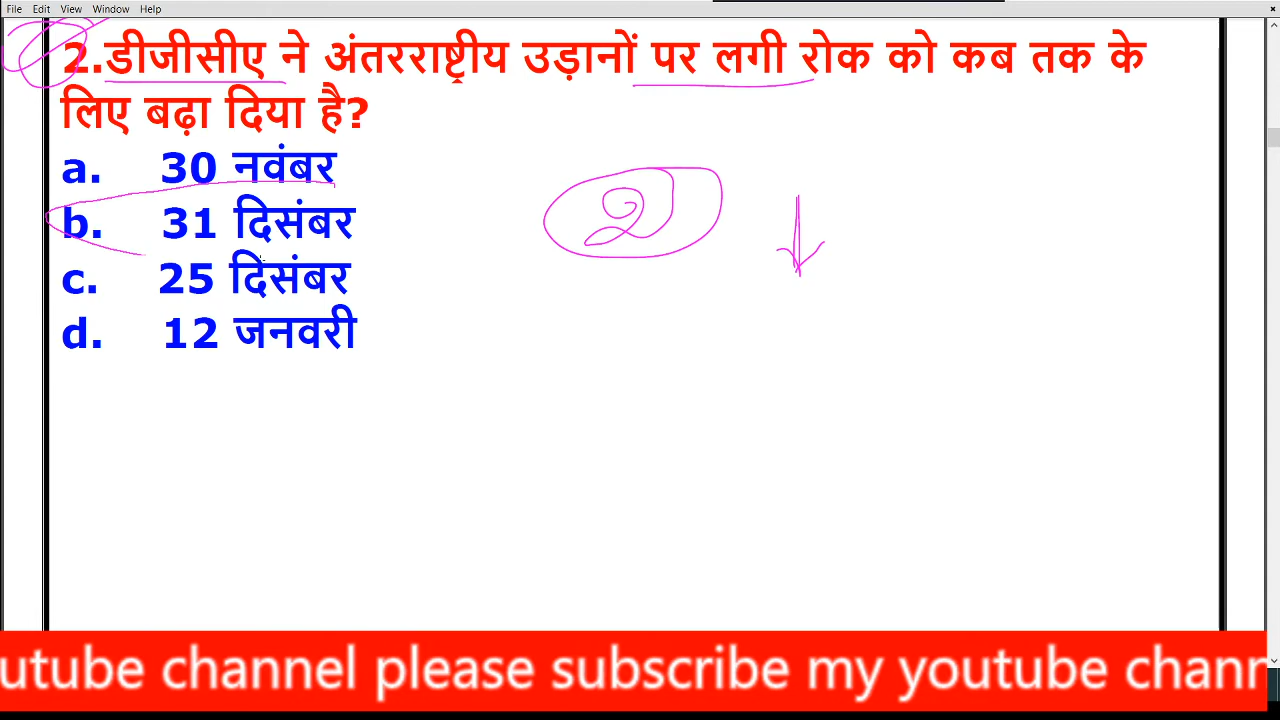 File Edit View Window Help
2.डीजीसीए ने अंतरराष्ट्रीय उड़ानों पर लगी रोक को कब तक के
लिए बढ़ा दिया है?
a. 30 नवंबर
b. 31 दिसंबर
2
c. 25 दिसंबर
d. 12 जनवरी
utube channel please subscribe my youtube chann